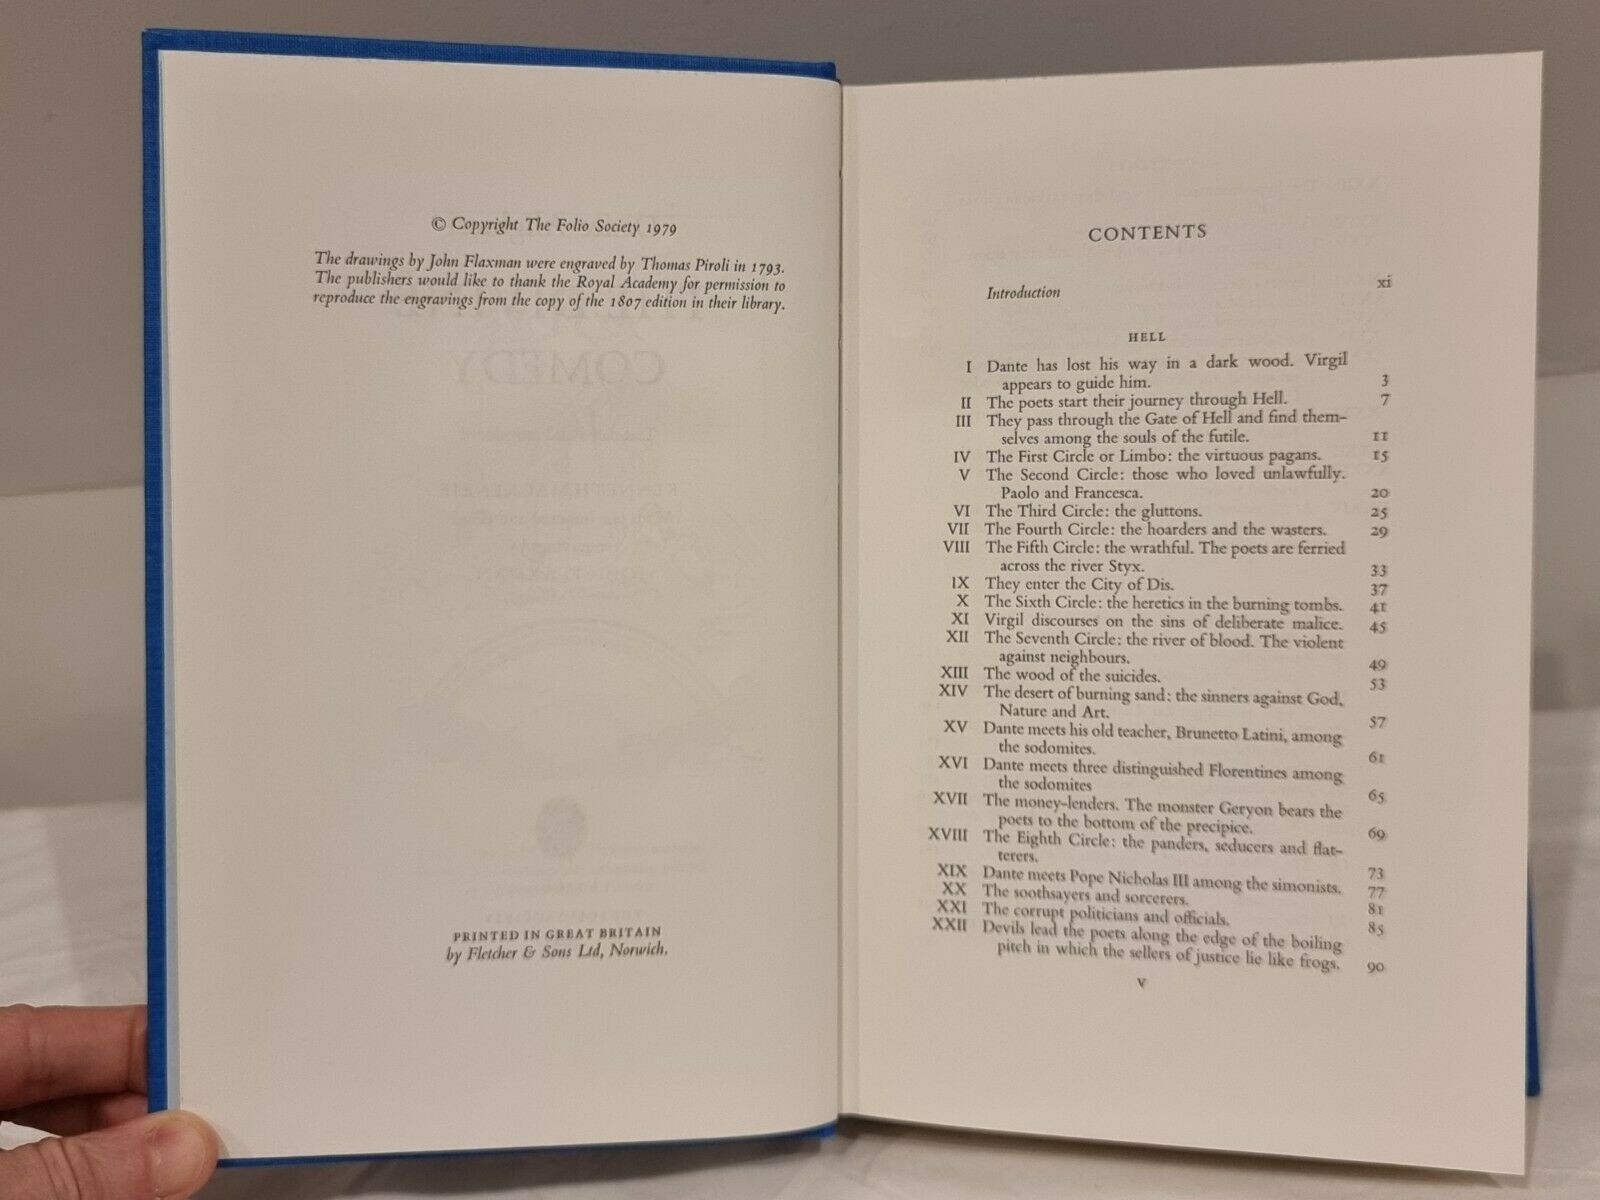 © Copyright The Folio Society 1979
The drawings by John Flaxman were engraved by Thomas Piroli in 1793.
The publishers would like to thank the Royal Academy for permission to
reproduce the engravings from the copy of the 1807 edition in their library.
PRINTED IN GREAT BRITAIN
by Fletcher & Sons Ltd, Norwich.
CONTENTS
Introduction xi
HELL
I Dante has lost his way in a dark wood. Virgil
appears to guide him. 3
II The poets start their journey through Hell. 7
III They pass through the Gate of Hell and find them-
selves among the souls of the futile. 11
IV The First Circle or Limbo: the virtuous pagans. 15
V The Second Circle: those who loved unlawfully.
Paolo and Francesca. 20
VI The Third Circle: the gluttons. 25
VII The Fourth Circle: the hoarders and the wasters. 29
VIII The Fifth Circle: the wrathful. The poets are ferried
across the river Styx. 33
IX They enter the City of Dis. 37
X The Sixth Circle: the heretics in the burning tombs. 41
XI Virgil discourses on the sins of deliberate malice. 45
XII The Seventh Circle: the river of blood. The violent
against neighbours. 49
XIII The wood of the suicides. 53
XIV The desert of burning sand: the sinners against God,
Nature and Art. 57
XV Dante meets his old teacher, Brunetto Latini, among
the sodomites. 61
XVI Dante meets three distinguished Florentines among
the sodomites 65
XVII The money-lenders. The monster Geryon bears the
poets to the bottom of the precipice. 69
XVIII The Eighth Circle: the panders, seducers and flat-
terers. 73
XIX Dante meets Pope Nicholas III among the simonists. 77
XX The soothsayers and sorcerers. 81
XXI The corrupt politicians and officials. 85
XXII Devils lead the poets along the edge of the boiling
pitch in which the sellers of justice lie like frogs. 90
v